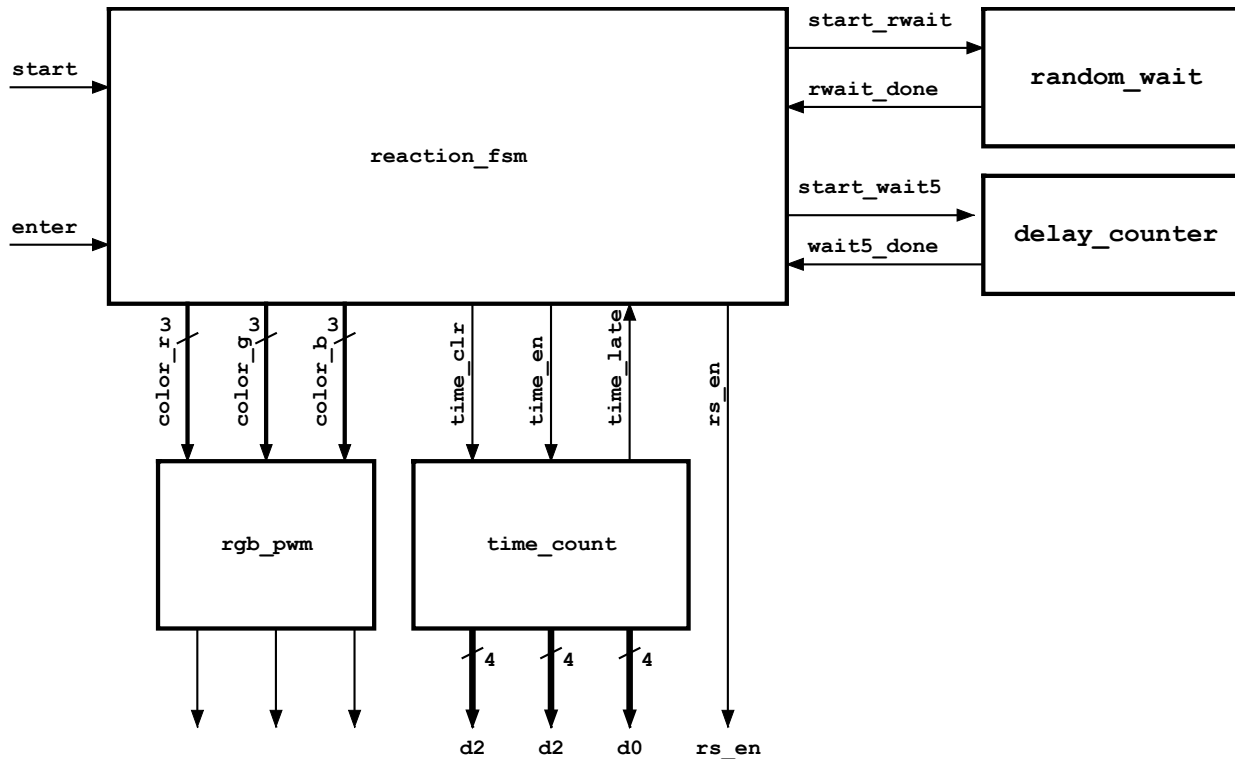 start_rwait
random_wait
rwait_done
start
reaction_fsm
start_wait5
enter
delay_counter
wait5_done
3
3
3
color_r
color_g
color_b
time_clr
time_en
time_late
rs_en
rgb_pwm
time_count
4
4
4
d2
d2
d0
rs_en